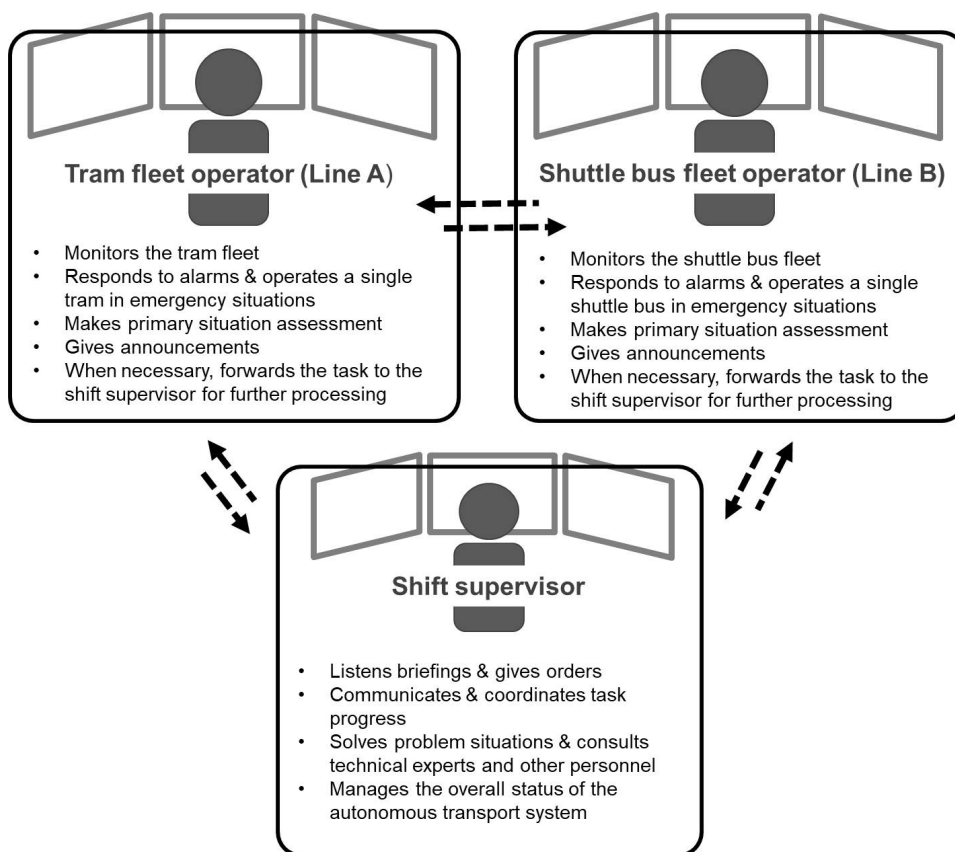 Tram fleet operator (Line A)
• Monitors the tram fleet
• Responds to alarms & operates a single
tram in emergency situations
• Makes primary situation assessment
• Gives announcements
• When necessary, forwards the task to the
shift supervisor for further processing
Shuttle bus fleet operator (Line B)
• Monitors the shuttle bus fleet
• Responds to alarms & operates a single
shuttle bus in emergency situations
• Makes primary situation assessment
• Gives announcements
• When necessary, forwards the task to the
shift supervisor for further processing
Shift supervisor
• Listens briefings & gives orders
• Communicates & coordinates task
progress
• Solves problem situations & consults
technical experts and other personnel
• Manages the overall status of the
autonomous transport system